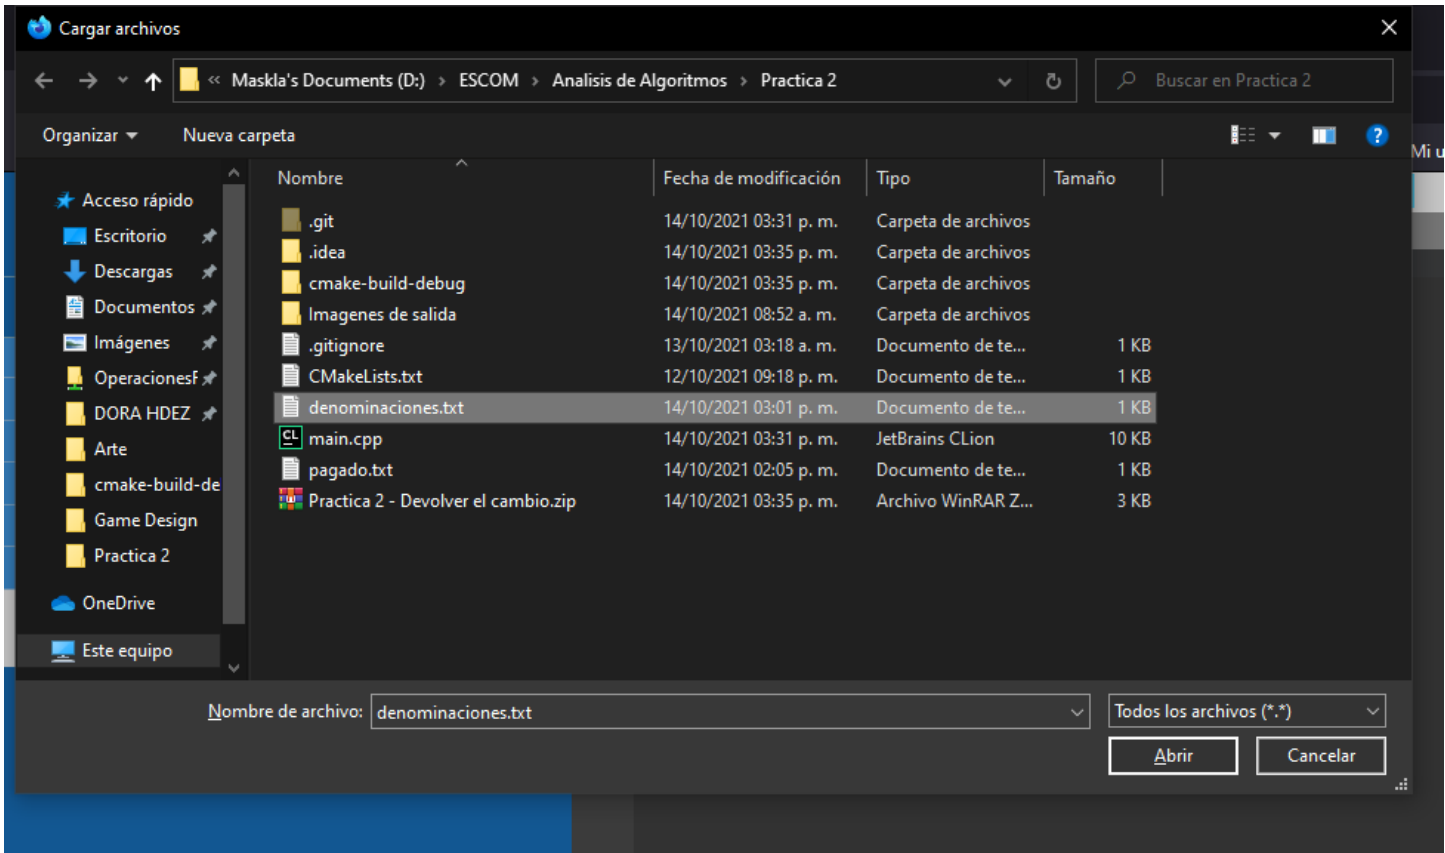 Cargar archivos
« Maskla's Documents (D:) > ESCOM > Analisis de Algoritmos > Practica 2
Buscar en Practica 2
Organizar
Nueva carpeta
?
Mi u
Nombre
Fecha de modificación
Tipo
Tamaño
Acceso rápido
Escritorio
Descargas
Documentos
Imágenes
OperacionesF
DORA HDEZ
Arte
cmake-build-de
Game Design
Practica 2
OneDrive
Este equipo
.git 14/10/2021 03:31 p. m. Carpeta de archivos
.idea 14/10/2021 03:35 p. m. Carpeta de archivos
cmake-build-debug 14/10/2021 03:35 p. m. Carpeta de archivos
Imagenes de salida 14/10/2021 08:52 a. m. Carpeta de archivos
.gitignore 13/10/2021 03:18 a. m. Documento de te... 1 KB
CMakeLists.txt 12/10/2021 09:18 p. m. Documento de te... 1 KB
denominaciones.txt 14/10/2021 03:01 p. m. Documento de te... 1 KB
CL main.cpp 14/10/2021 03:31 p. m. JetBrains CLion 10 KB
pagado.txt 14/10/2021 02:05 p. m. Documento de te... 1 KB
Practica 2 - Devolver el cambio.zip 14/10/2021 03:35 p. m. Archivo WinRAR Z... 3 KB
Nombre de archivo: denominaciones.txt
Todos los archivos (*.*)
Abrir
Cancelar